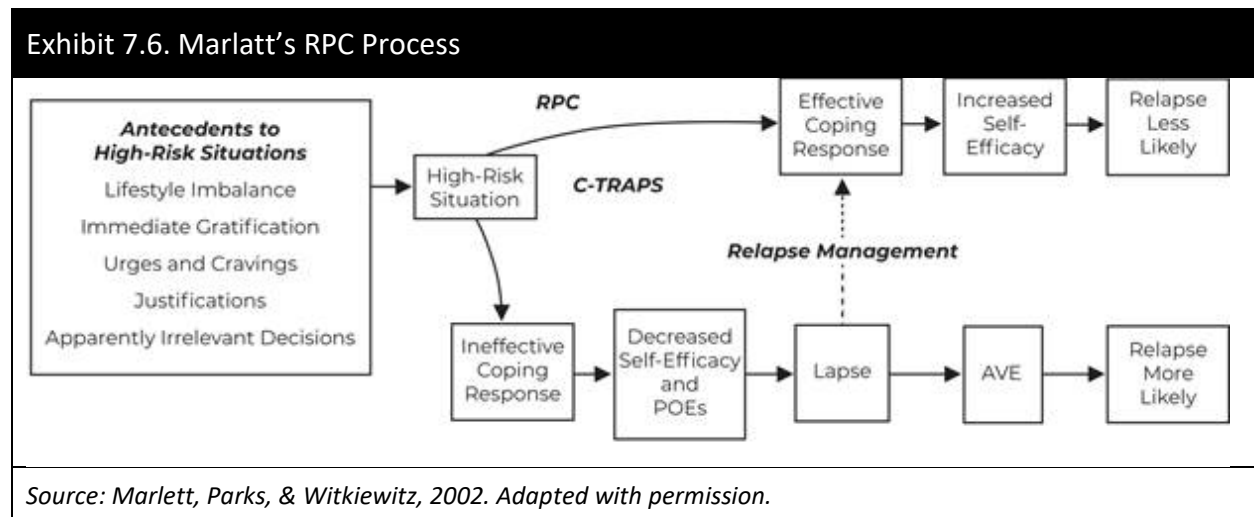 Exhibit 7.6. Marlatt’s RPC Process
Antecedents to
High-Risk Situations
Lifestyle Imbalance
Immediate Gratification
Urges and Cravings
Justifications
Apparently Irrelevant Decisions
High-Risk
Situation
RPC
C-TRAPS
Effective
Coping
Response
Increased
Self-
Efficacy
Relapse
Less
Likely
Relapse Management
Ineffective
Coping
Response
Decreased
Self-Efficacy
and
POEs
Lapse
AVE
Relapse
More
Likely
Source: Marlett, Parks, & Witkiewitz, 2002. Adapted with permission.